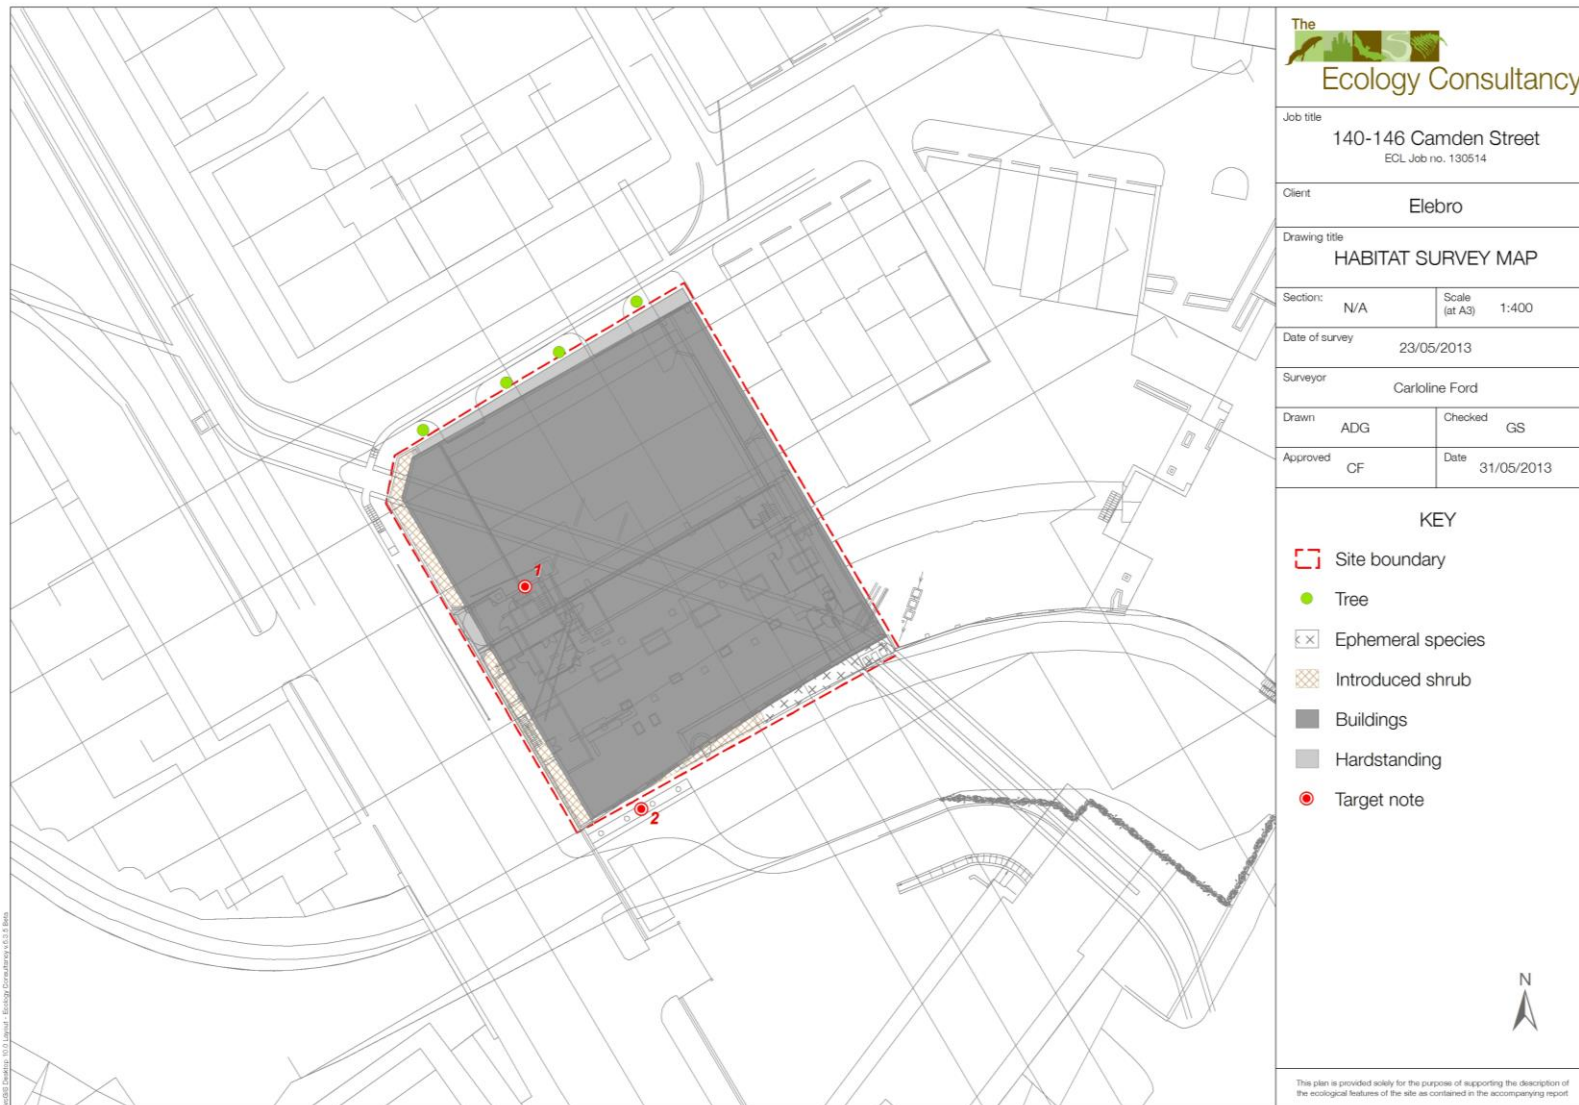 The
Ecology Consultancy
Job title
140-146 Camden Street
ECL Job no. 130514
Client
Elebro
Drawing title
HABITAT SURVEY MAP
Section:
N/A
Scale
(at A3)
1:400
Date of survey
23/05/2013
Surveyor
Carloline Ford
Drawn
ADG
Checked
GS
Approved
CF
Date
31/05/2013
KEY
Site boundary
Tree
Ephemeral species
Introduced shrub
Buildings
Hardstanding
Target note
1
2
N
This plan is provided solely for the purpose of supporting the description of
the ecological features of the site as contained in the accompanying report